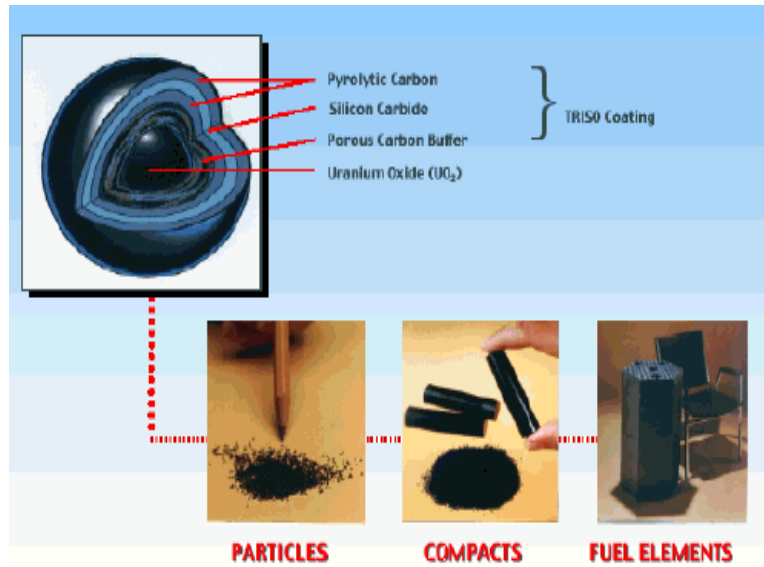 Pyrolytic Carbon
Silicon Carbide
Porous Carbon Buffer
Uranium Oxide (UO₂)
TRISO Coating
PARTICLES
COMPACTS
FUEL ELEMENTS